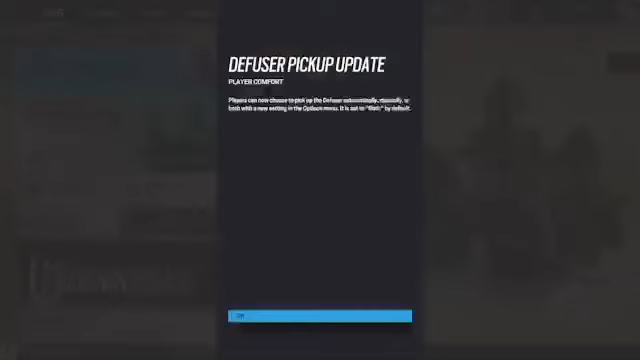 DEFUSER PICKUP UPDATE
PLAYER COMFORT
Players can now choose to pick up the Defuser automatically, manually, or
both with a new setting in the Options menu. It is set to "Both" by default.
OK